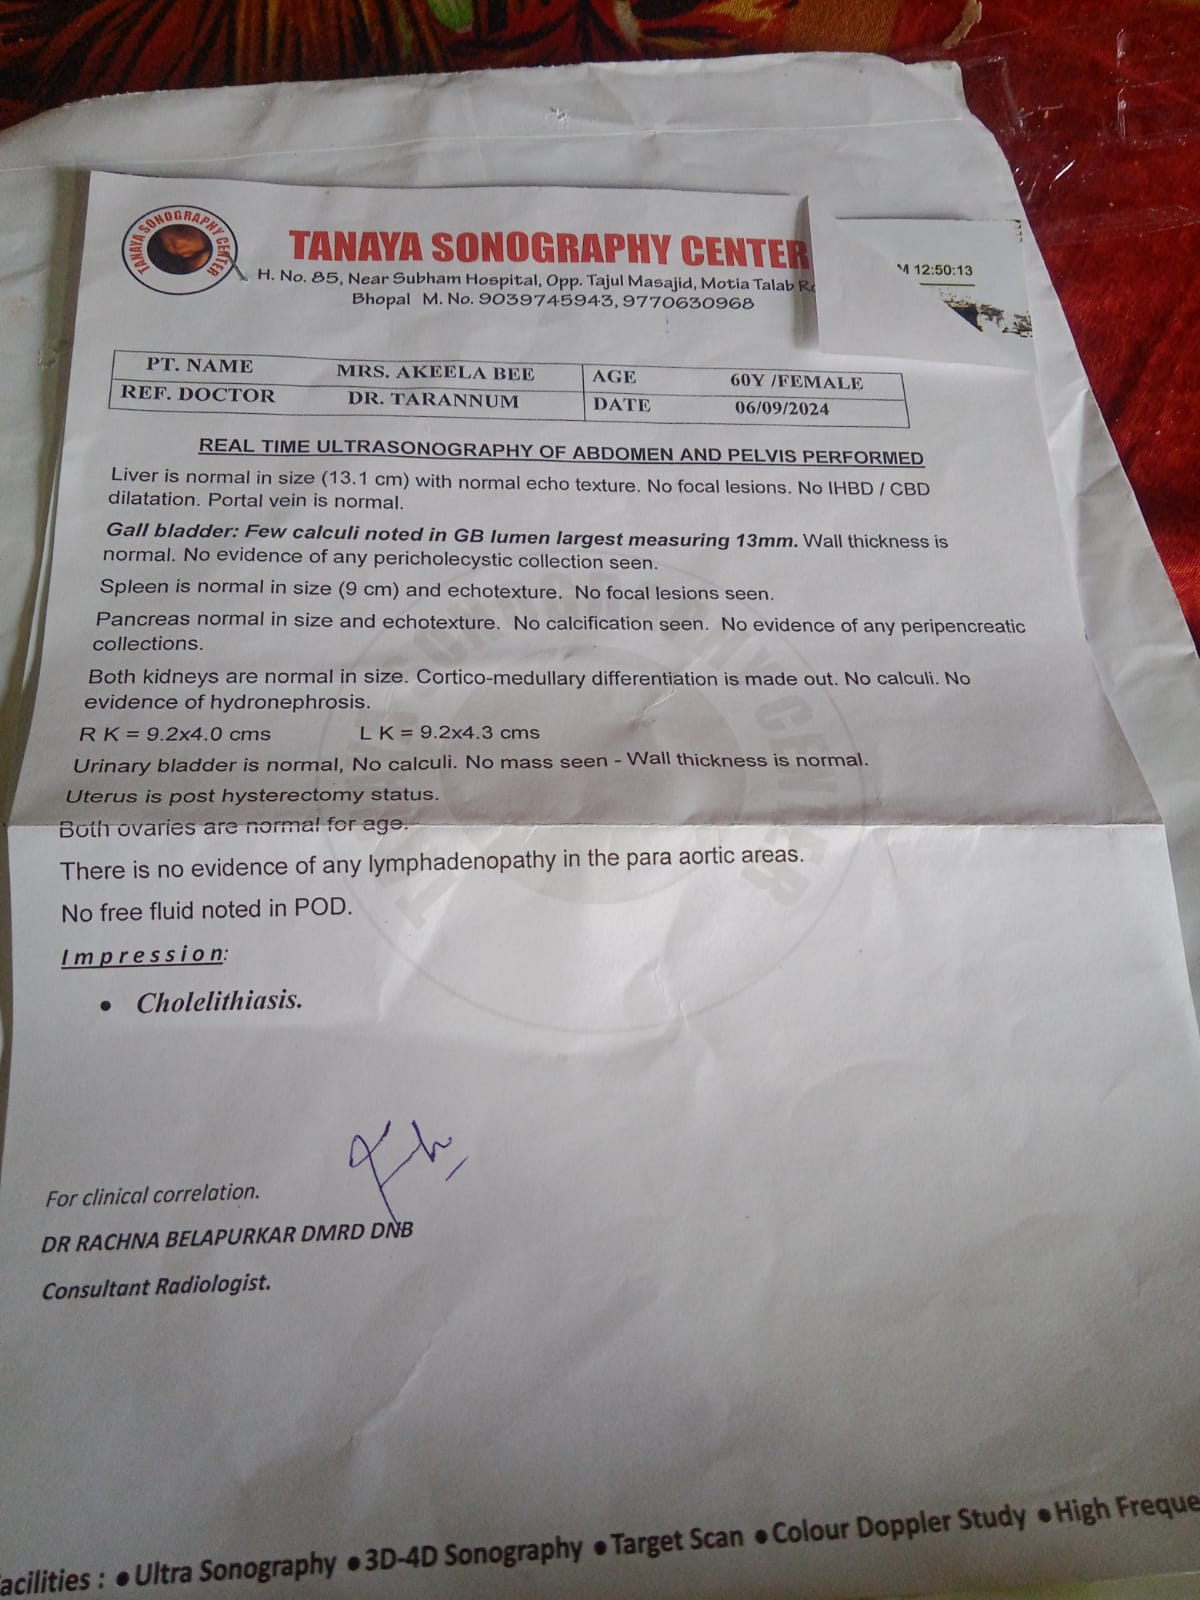 TANAYA SONOGRAPHY CENTER
TANAYA SONOGRAPHY CENTER
H. No. 85, Near Subham Hospital, Opp. Tajul Masajid, Motia Talab
Bhopal M. No. 9039745943, 9770630968
M 12:50:13
PT. NAME MRS. AKEELA BEE AGE 60Y /FEMALE
REF. DOCTOR DR. TARANNUM DATE 06/09/2024
REAL TIME ULTRASONOGRAPHY OF ABDOMEN AND PELVIS PERFORMED
Liver is normal in size (13.1 cm) with normal echo texture. No focal lesions. No IHBD / CBD
dilatation. Portal vein is normal.
Gall bladder: Few calculi noted in GB lumen largest measuring 13mm. Wall thickness is
normal. No evidence of any pericholecystic collection seen.
Spleen is normal in size (9 cm) and echotexture. No focal lesions seen.
Pancreas normal in size and echotexture. No calcification seen. No evidence of any peripencreatic
collections.
Both kidneys are normal in size. Cortico-medullary differentiation is made out. No calculi. No
evidence of hydronephrosis.
R K = 9.2x4.0 cms L K = 9.2x4.3 cms
Urinary bladder is normal, No calculi. No mass seen - Wall thickness is normal.
Uterus is post hysterectomy status.
Both ovaries are normal for age.
There is no evidence of any lymphadenopathy in the para aortic areas.
No free fluid noted in POD.
Impression:
• Cholelithiasis.
For clinical correlation.
DR RACHNA BELAPURKAR DMRD DNB
Consultant Radiologist.
acilities : • Ultra Sonography • 3D-4D Sonography • Target Scan • Colour Doppler Study • High Freque